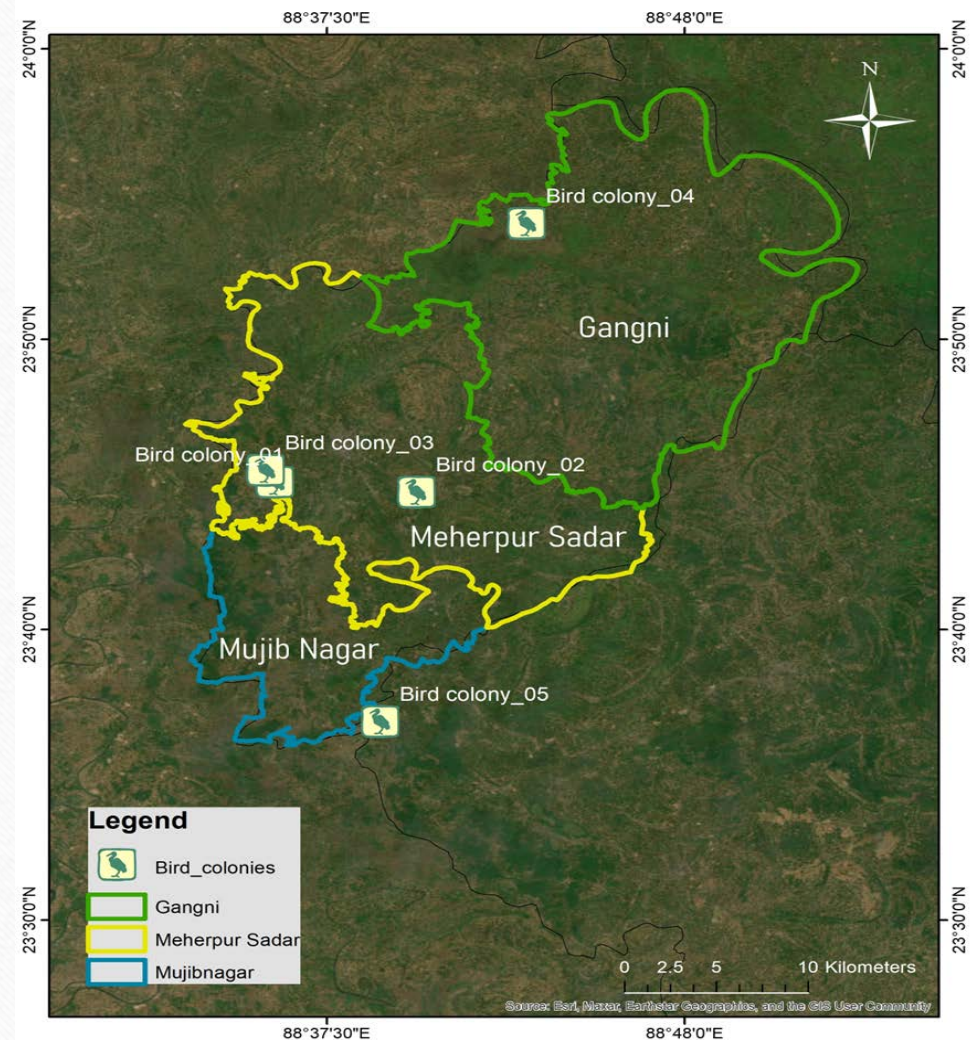 88°37'30"E
88°48'0"E
24°0'0"N
24°0'0"N
N
Bird colony_04
Gangni
23°50'0"N
23°50'0"N
Bird colony_03
Bird colony_01
Bird colony_02
Meherpur Sadar
23°40'0"N
23°40'0"N
Mujib Nagar
Bird colony_05
Legend
Bird_colonies
Gangni
Meherpur Sadar
Mujibnagar
23°30'0"N
23°30'0"N
0 2.5 5 10 Kilometers
Source: Esri, Maxar, Earthstar Geographics, and the GIS User Community
88°37'30"E
88°48'0"E